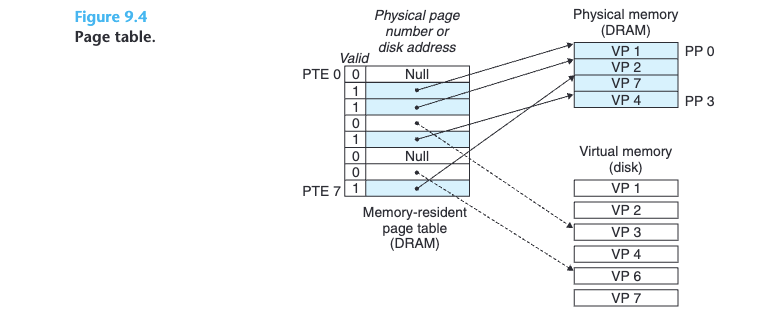 Figure 9.4
Page table.
Physical page
number or
disk address
Valid
PTE 0 0 Null
1
1
0
1
0 Null
0
PTE 7 1
Memory-resident
page table
(DRAM)
Physical memory
(DRAM)
VP 1 PP 0
VP 2
VP 7
VP 4 PP 3
Virtual memory
(disk)
VP 1
VP 2
VP 3
VP 4
VP 6
VP 7